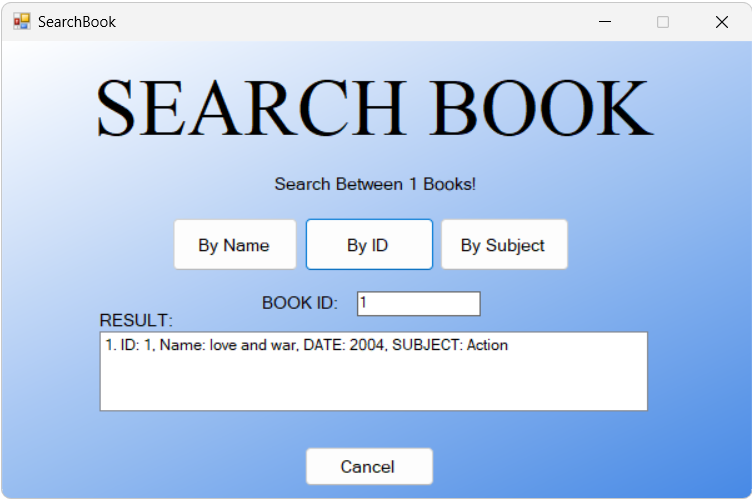 SearchBook
SEARCH BOOK
Search Between 1 Books!
By Name
By ID
By Subject
BOOK ID:
1
RESULT:
1. ID: 1, Name: love and war, DATE: 2004, SUBJECT: Action
Cancel